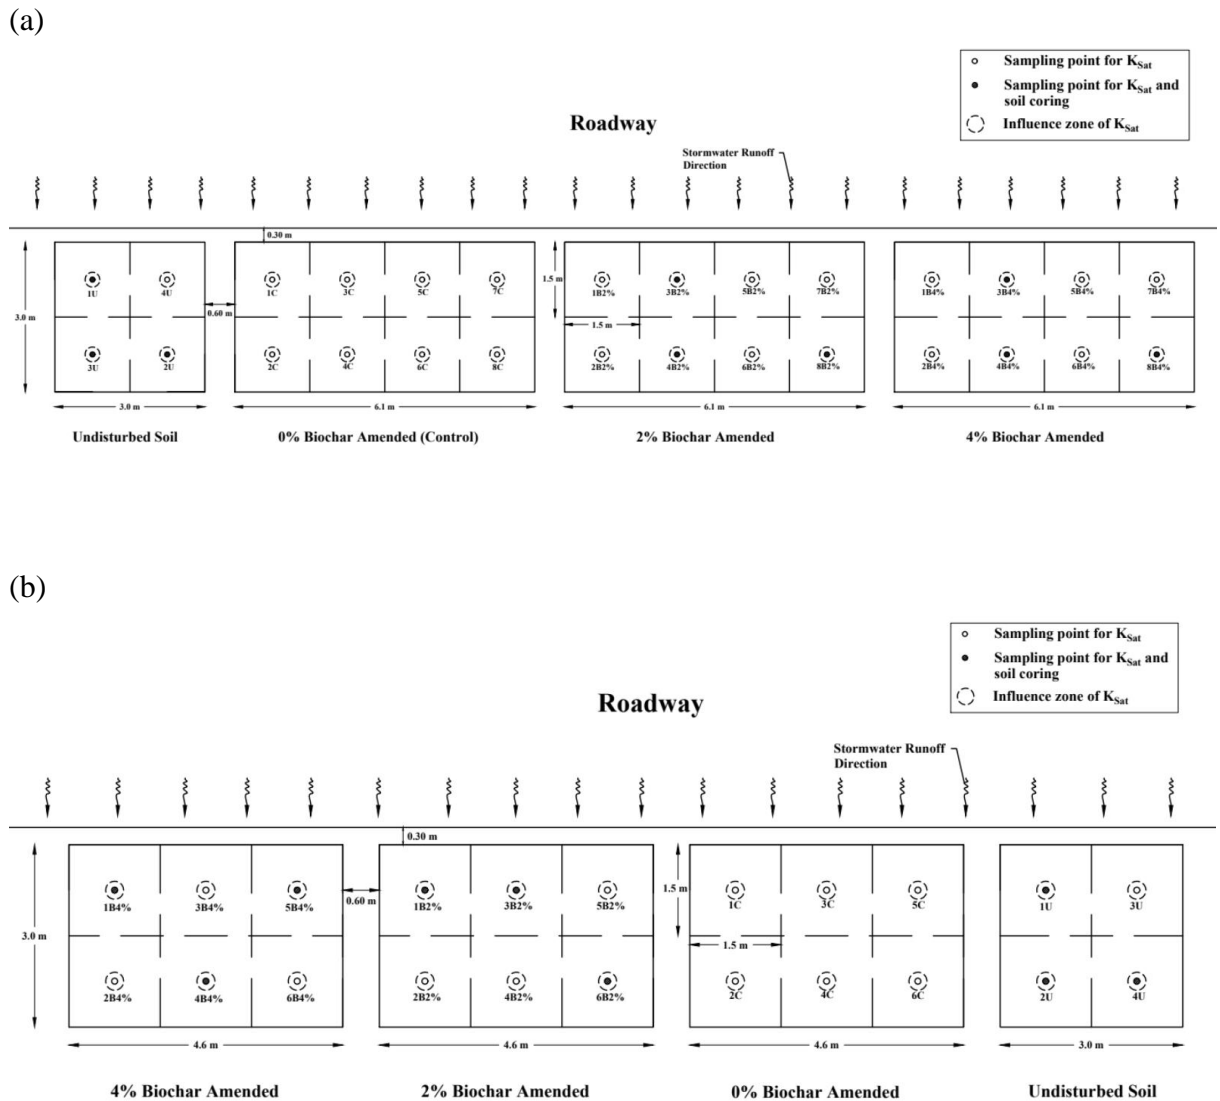 (a)
Sampling point for KSat
Sampling point for KSat and
soil coring
Influence zone of KSat
Roadway
Stormwater Runoff
Direction
0.30 m
1U
4U
3U
2U
3.0 m
0.60 m
1C
3C
5C
7C
2C
4C
6C
8C
1.5 m
1.5 m
1B2%
3B2%
5B2%
7B2%
2B2%
4B2%
6B2%
8B2%
1B4%
3B4%
5B4%
7B4%
2B4%
4B4%
6B4%
8B4%
3.0 m
6.1 m
6.1 m
6.1 m
Undisturbed Soil
0% Biochar Amended (Control)
2% Biochar Amended
4% Biochar Amended
(b)
Sampling point for KSat
Sampling point for KSat and
soil coring
Influence zone of KSat
Roadway
Stormwater Runoff
Direction
0.30 m
1B4%
3B4%
5B4%
2B4%
4B4%
6B4%
3.0 m
0.60 m
1B2%
3B2%
5B2%
2B2%
4B2%
6B2%
1.5 m
1.5 m
1C
3C
5C
2C
4C
6C
1U
3U
2U
4U
4.6 m
4.6 m
4.6 m
3.0 m
4% Biochar Amended
2% Biochar Amended
0% Biochar Amended
Undisturbed Soil